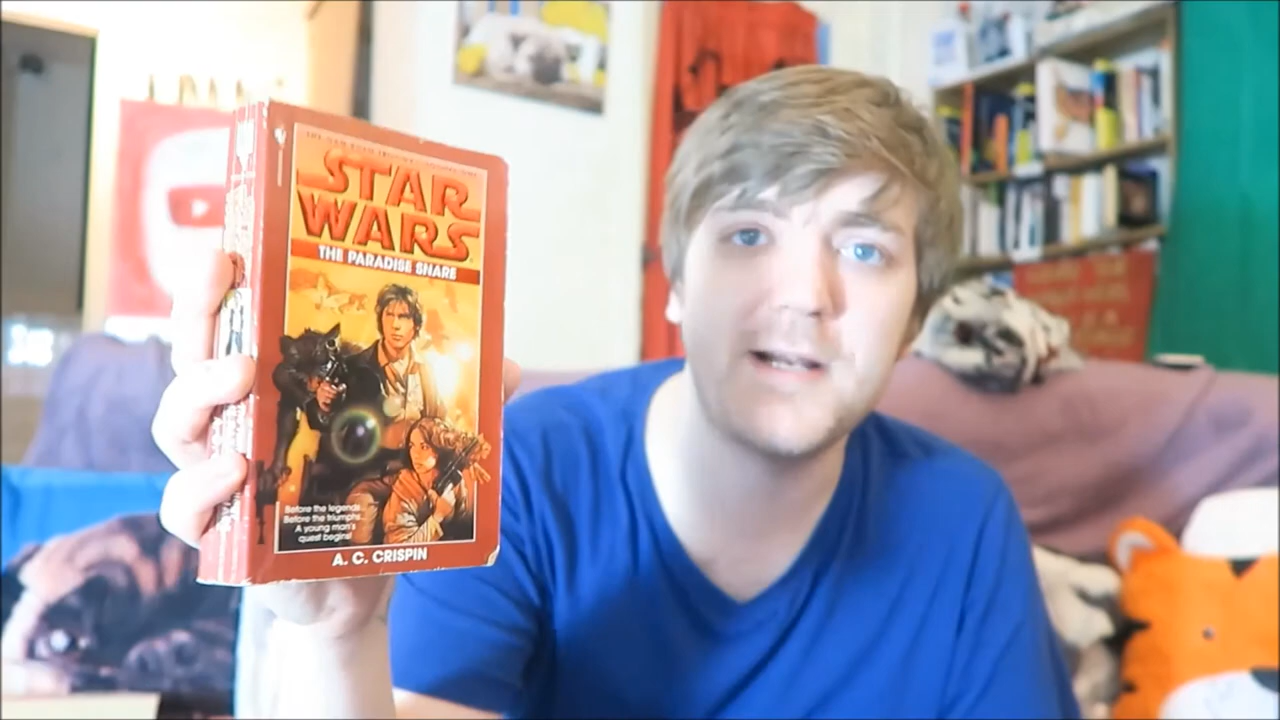 STAR
WARS
THE PARADISE SNARE
Before the legends...
Before the triumphs...
A young man's
quest begins!
A. C. CRISPIN